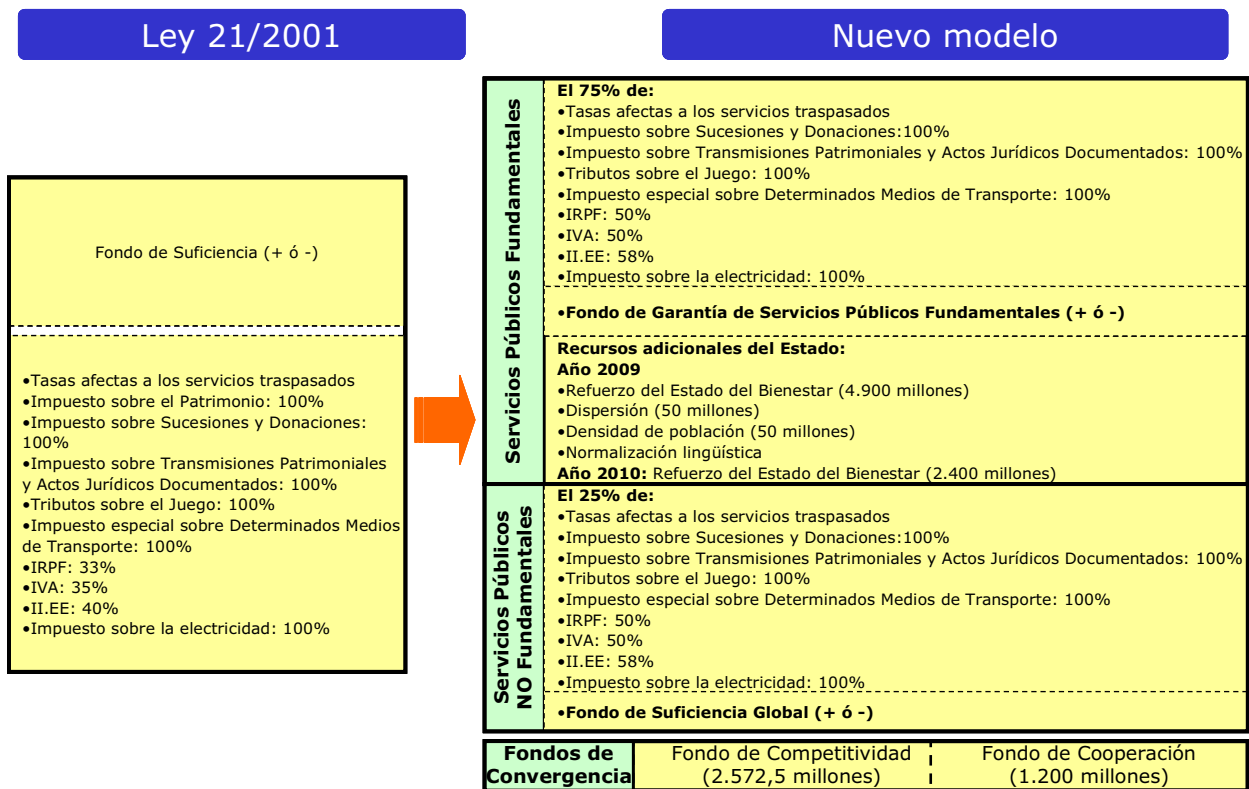 Ley 21/2001
Nuevo modelo
Fondo de Suficiencia (+ ó -)
•Tasas afectas a los servicios traspasados
•Impuesto sobre el Patrimonio: 100%
•Impuesto sobre Sucesiones y Donaciones:
100%
•Impuesto sobre Transmisiones Patrimoniales
y Actos Jurídicos Documentados: 100%
•Tributos sobre el Juego: 100%
•Impuesto especial sobre Determinados Medios
de Transporte: 100%
•IRPF: 33%
•IVA: 35%
•II.EE: 40%
•Impuesto sobre la electricidad: 100%
Servicios Públicos Fundamentales
El 75% de:
•Tasas afectas a los servicios traspasados
•Impuesto sobre Sucesiones y Donaciones:100%
•Impuesto sobre Transmisiones Patrimoniales y Actos Jurídicos Documentados: 100%
•Tributos sobre el Juego: 100%
•Impuesto especial sobre Determinados Medios de Transporte: 100%
•IRPF: 50%
•IVA: 50%
•II.EE: 58%
•Impuesto sobre la electricidad: 100%
•Fondo de Garantía de Servicios Públicos Fundamentales (+ ó -)
Recursos adicionales del Estado:
Año 2009
•Refuerzo del Estado del Bienestar (4.900 millones)
•Dispersión (50 millones)
•Densidad de población (50 millones)
•Normalización lingüística
Año 2010: Refuerzo del Estado del Bienestar (2.400 millones)
Servicios Públicos
NO Fundamentales
El 25% de:
•Tasas afectas a los servicios traspasados
•Impuesto sobre Sucesiones y Donaciones:100%
•Impuesto sobre Transmisiones Patrimoniales y Actos Jurídicos Documentados: 100%
•Tributos sobre el Juego: 100%
•Impuesto especial sobre Determinados Medios de Transporte: 100%
•IRPF: 50%
•IVA: 50%
•II.EE: 58%
•Impuesto sobre la electricidad: 100%
•Fondo de Suficiencia Global (+ ó -)
Fondos de
Convergencia
Fondo de Competitividad
(2.572,5 millones)
Fondo de Cooperación
(1.200 millones)